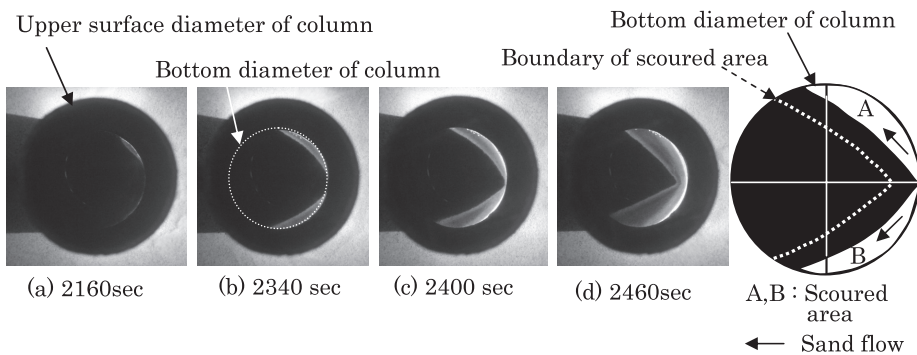 Upper surface diameter of column
Bottom diameter of column
Bottom diameter of column
Boundary of scoured area
A
B
(a) 2160sec
(b) 2340 sec
(c) 2400 sec
(d) 2460sec
A,B : Scoured
area
Sand flow